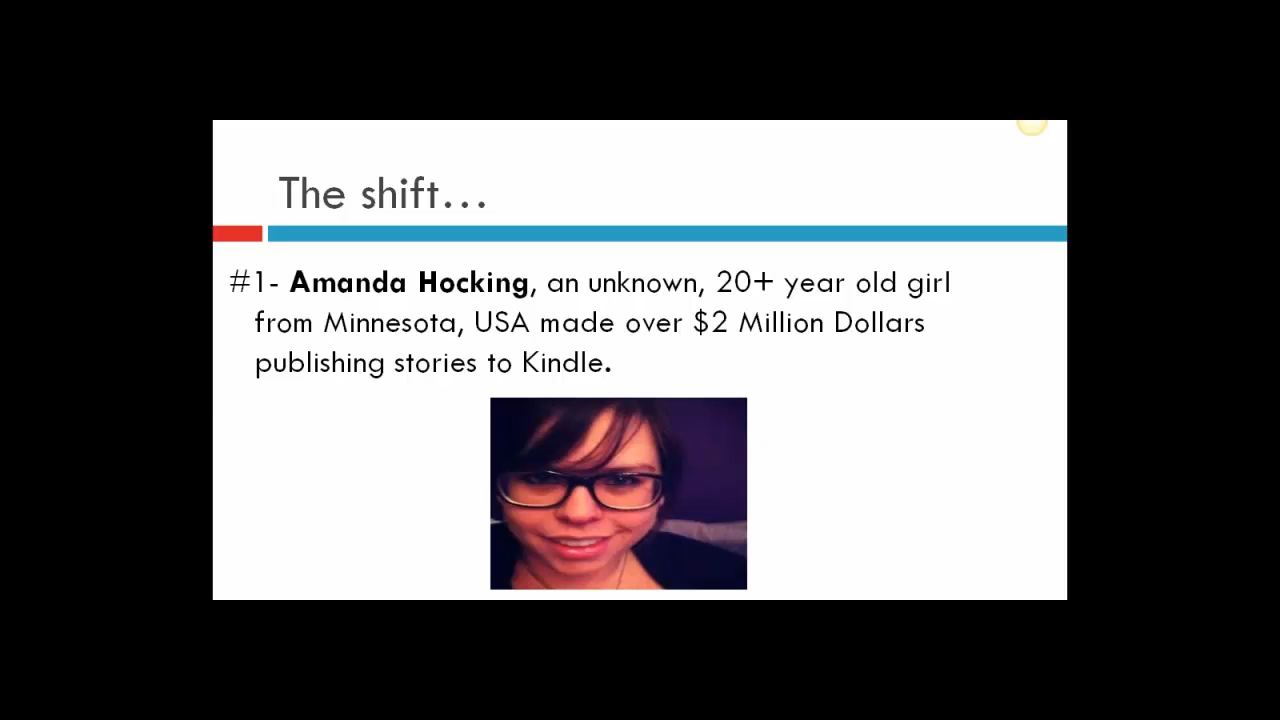 The shift...
#1- Amanda Hocking, an unknown, 20+ year old girl
from Minnesota, USA made over $2 Million Dollars
publishing stories to Kindle.